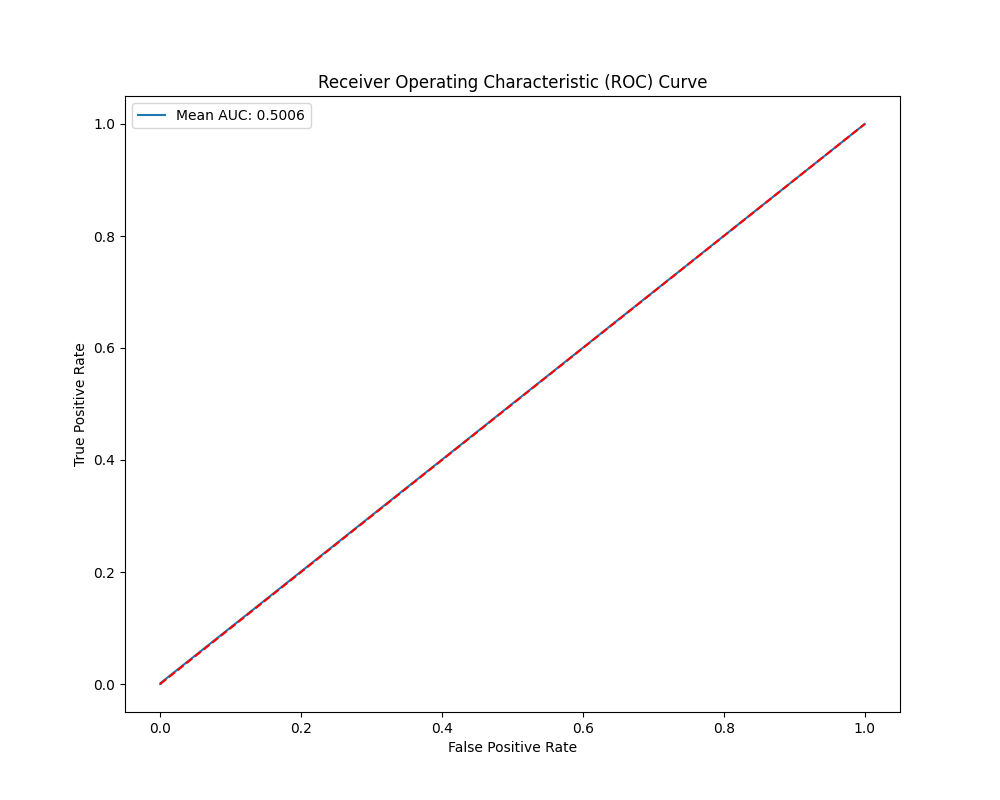 Receiver Operating Characteristic (ROC) Curve
Mean AUC: 0.5006
1.0
0.8
0.6
0.4
0.2
0.0
True Positive Rate
0.0 0.2 0.4 0.6 0.8 1.0
False Positive Rate